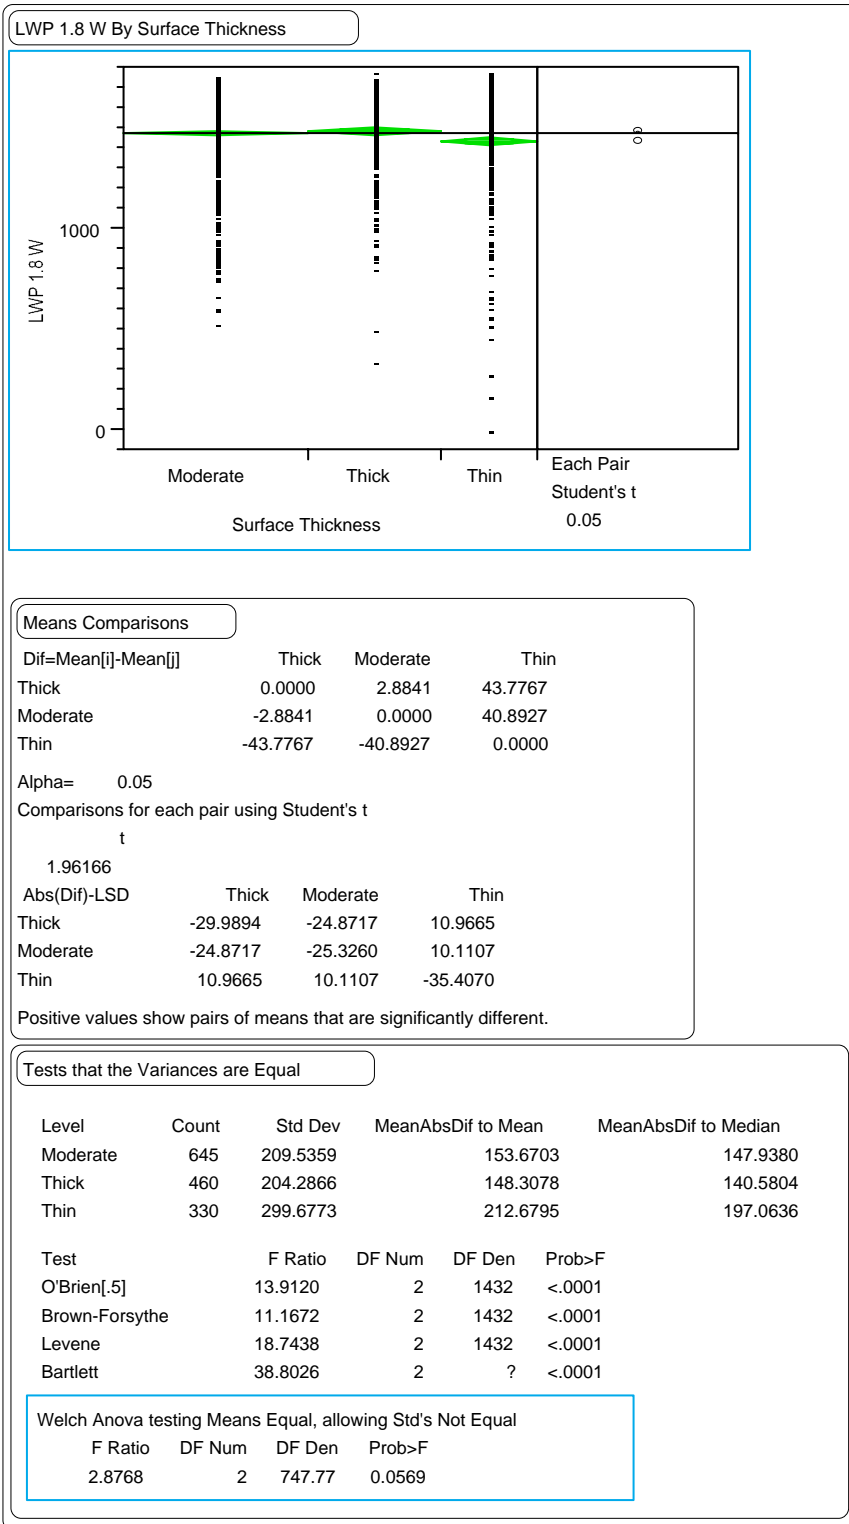 LWP 1.8 W By Surface Thickness
LWP 1.8 W
1000
0
Moderate Thick Thin
Surface Thickness
Each Pair
Student's t
0.05
Means Comparisons
Dif=Mean[i]-Mean[j] Thick Moderate Thin
Thick 0.0000 2.8841 43.7767
Moderate -2.8841 0.0000 40.8927
Thin -43.7767 -40.8927 0.0000
Alpha= 0.05
Comparisons for each pair using Student's t
t
1.96166
Abs(Dif)-LSD Thick Moderate Thin
Thick -29.9894 -24.8717 10.9665
Moderate -24.8717 -25.3260 10.1107
Thin 10.9665 10.1107 -35.4070
Positive values show pairs of means that are significantly different.
Tests that the Variances are Equal
Level Count Std Dev MeanAbsDif to Mean MeanAbsDif to Median
Moderate 645 209.5359 153.6703 147.9380
Thick 460 204.2866 148.3078 140.5804
Thin 330 299.6773 212.6795 197.0636
Test F Ratio DF Num DF Den Prob>F
O'Brien[.5] 13.9120 2 1432 <.0001
Brown-Forsythe 11.1672 2 1432 <.0001
Levene 18.7438 2 1432 <.0001
Bartlett 38.8026 2 ? <.0001
Welch Anova testing Means Equal, allowing Std's Not Equal
F Ratio DF Num DF Den Prob>F
2.8768 2 747.77 0.0569